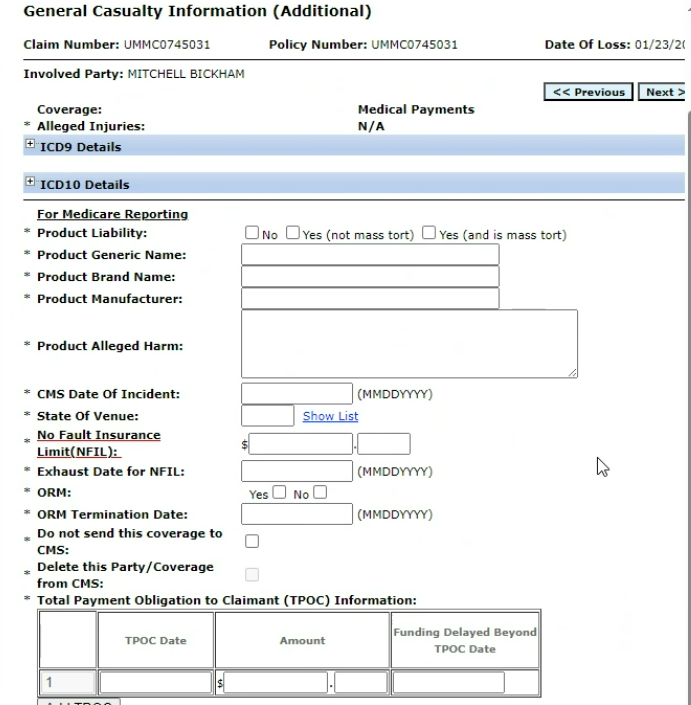 General Casualty Information (Additional)
Claim Number: UMMC0745031 Policy Number: UMMC0745031 Date Of Loss: 01/23/20
Involved Party: MITCHELL BICKHAM
<< Previous Next >
Coverage: Medical Payments
* Alleged Injuries: N/A
ICD9 Details
ICD10 Details
For Medicare Reporting
* Product Liability: No Yes (not mass tort) Yes (and is mass tort)
* Product Generic Name:
* Product Brand Name:
* Product Manufacturer:
* Product Alleged Harm:
* CMS Date Of Incident: (MMDDYYYY)
* State Of Venue: Show List
* No Fault Insurance
Limit(NFIL): $ .
* Exhaust Date for NFIL: (MMDDYYYY)
* ORM: Yes No
* ORM Termination Date: (MMDDYYYY)
* Do not send this coverage to
CMS:
* Delete this Party/Coverage
from CMS:
* Total Payment Obligation to Claimant (TPOC) Information:
TPOC Date Amount Funding Delayed Beyond
TPOC Date
1 $ .